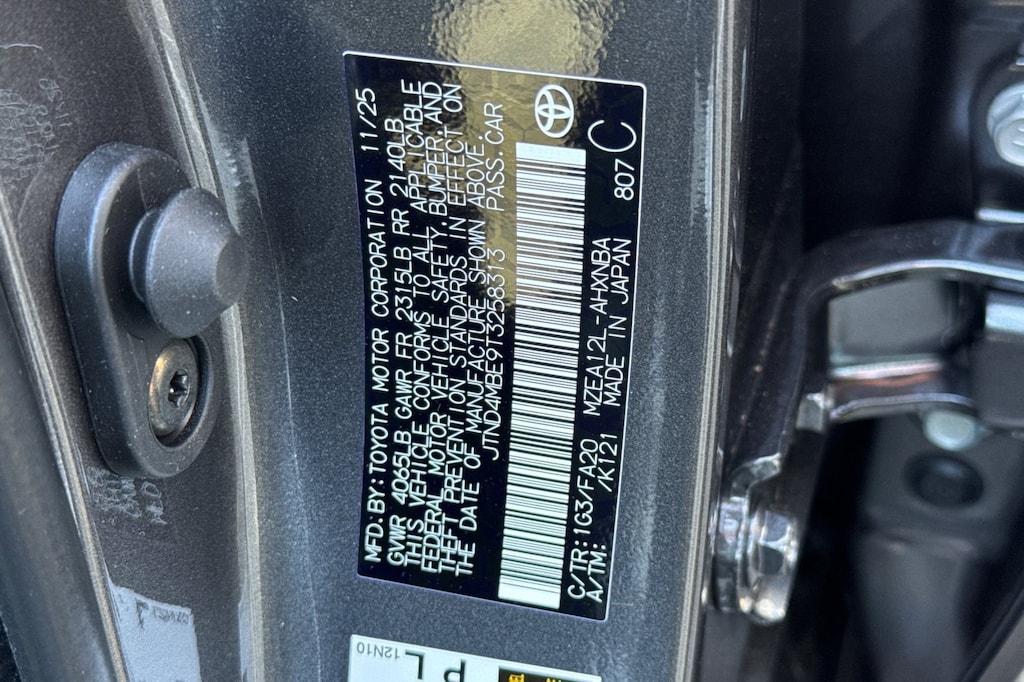 MFD.BY:TOYOTA MOTOR CORPORATION 11/25
GVWR 4065LB GAWR FR 2315LB RR 2140LB
THIS VEHICLE CONFORMS TO ALL APPLICABLE
FEDERAL MOTOR VEHICLE SAFETY,BUMPER,AND
THEFT PREVENTION STANDARDS IN EFFECT ON
THE DATE OF MANUFACTURE SHOWN ABOVE.
JTND4MBE9T3258313 PASS.CAR
C/TR:1G3/FA20 MZEA12L-AHXNBA 807 C
A/TM: /K121 MADE IN JAPAN
12N10
P L